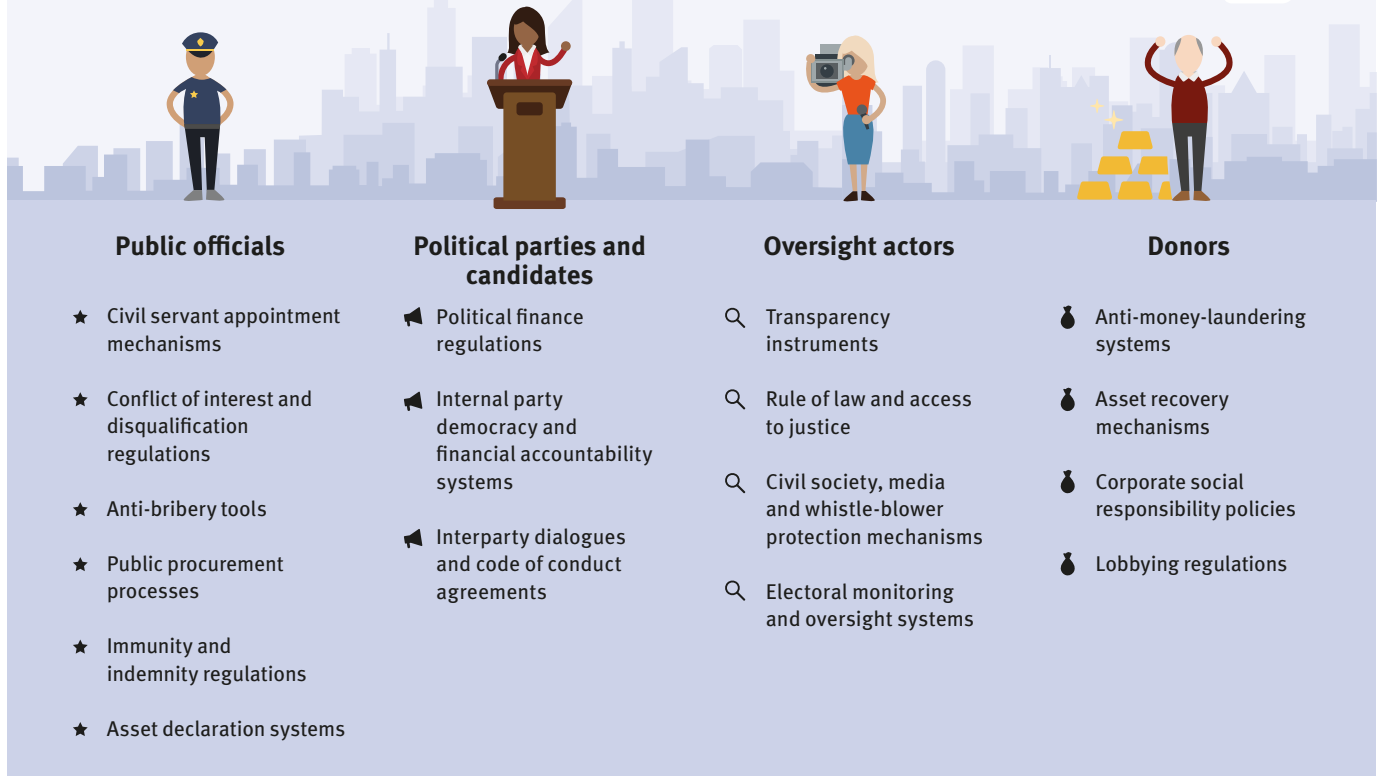 Public officials
Civil servant appointment
mechanisms
Conflict of interest and
disqualification
regulations
Anti-bribery tools
Public procurement
processes
Immunity and
indemnity regulations
Asset declaration systems
Political parties and
candidates
Political finance
regulations
Internal party
democracy and
financial accountability
systems
Interparty dialogues
and code of conduct
agreements
Oversight actors
Transparency
instruments
Rule of law and access
to justice
Civil society, media
and whistle-blower
protection mechanisms
Electoral monitoring
and oversight systems
Donors
Anti-money-laundering
systems
Asset recovery
mechanisms
Corporate social
responsibility policies
Lobbying regulations